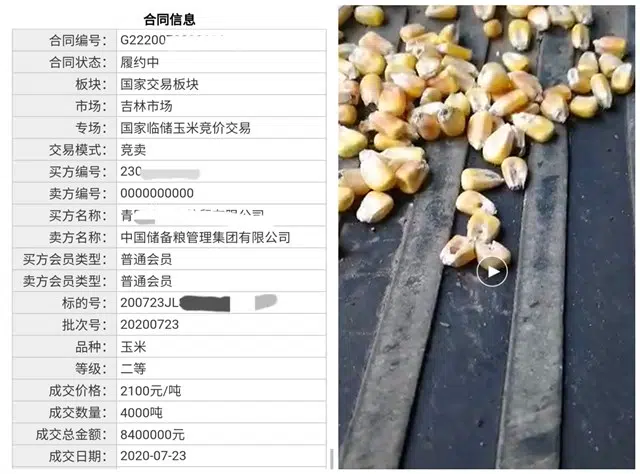 合同信息
合同编号： G22200
合同状态： 履约中
板块： 国家交易板块
市场： 吉林市场
专场： 国家临储玉米竞价交易
交易模式： 竞卖
买方编号： 230
卖方编号： 0000000000
买方名称： 青
卖方名称： 中国储备粮管理集团有限公司
买方会员类型： 普通会员
卖方会员类型： 普通会员
标的号： 200723JL
批次号： 20200723
品种： 玉米
等级： 二等
成交价格： 2100元/吨
成交数量： 4000吨
成交总金额： 8400000元
成交日期： 2020-07-23